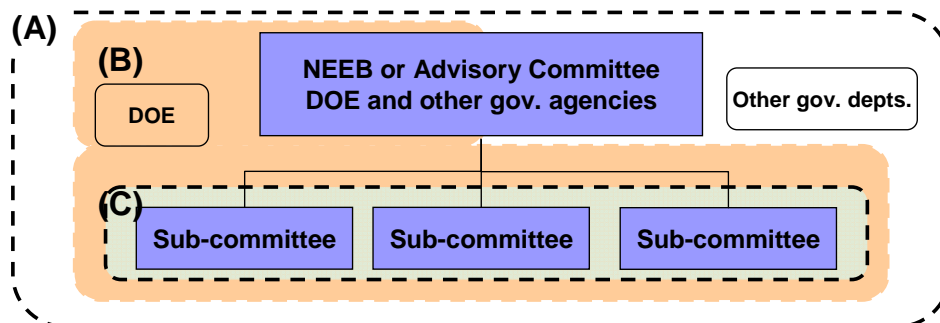 (A)
(B)
NEEB or Advisory Committee
DOE and other gov. agencies
DOE
Other gov. depts.
(C)
Sub-committee
Sub-committee
Sub-committee